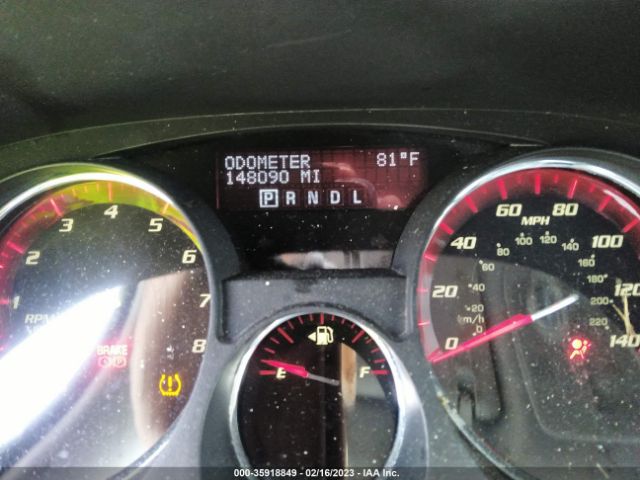 ODOMETER 81°F
148090 MI
P R N D L
1 2 3 4 5 6 7 8
RPM
BRAKE
P
E F
0 20 40 60 80 100 120 140
MPH
0 20 40 60 80 100 120 140 160 180 200 220
km/h
000-35918849 - 02/16/2023 - IAA Inc.